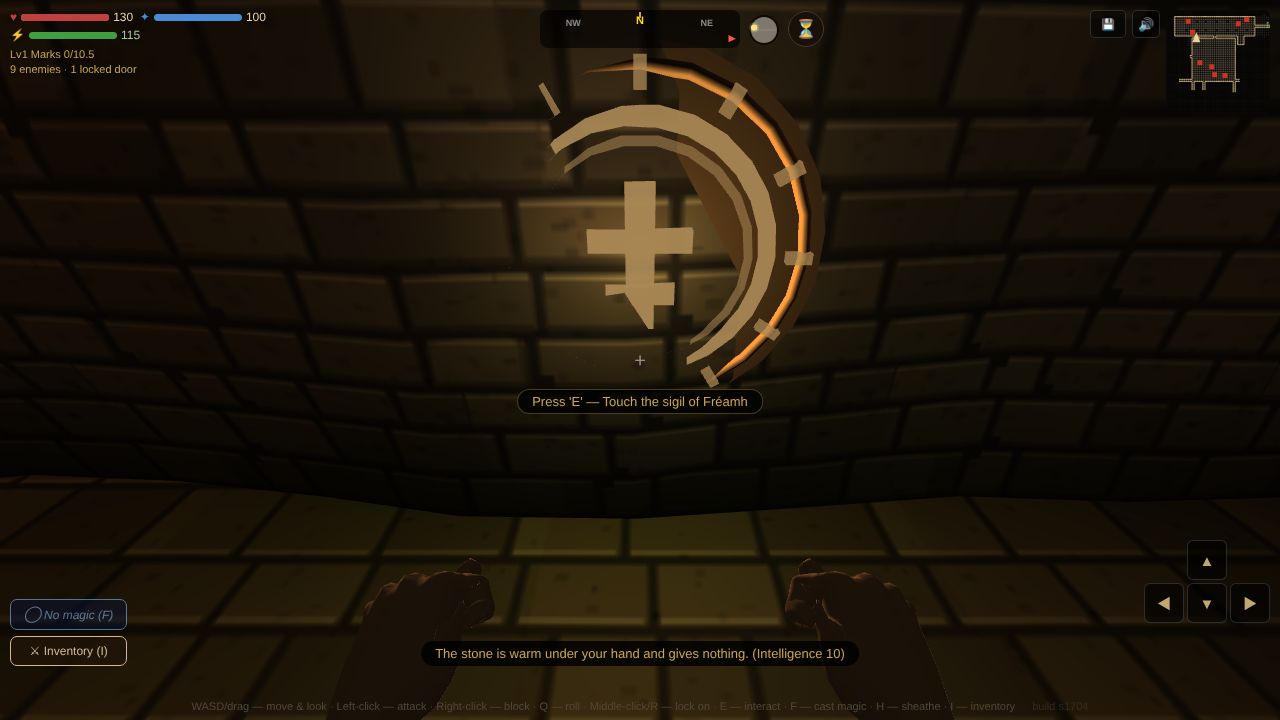 130 100
115
Lv1 Marks 0/10.5
9 enemies · 1 locked door
NW N NE
Press 'E' — Touch the sigil of Fréamh
No magic (F)
Inventory (I)
The stone is warm under your hand and gives nothing. (Intelligence 10)
WASD/drag — move & look · Left-click — attack · Right-click — block · Q — roll · Middle-click/R — lock on · E — interact · F — cast magic · H — sheathe · I — inventory build s1704